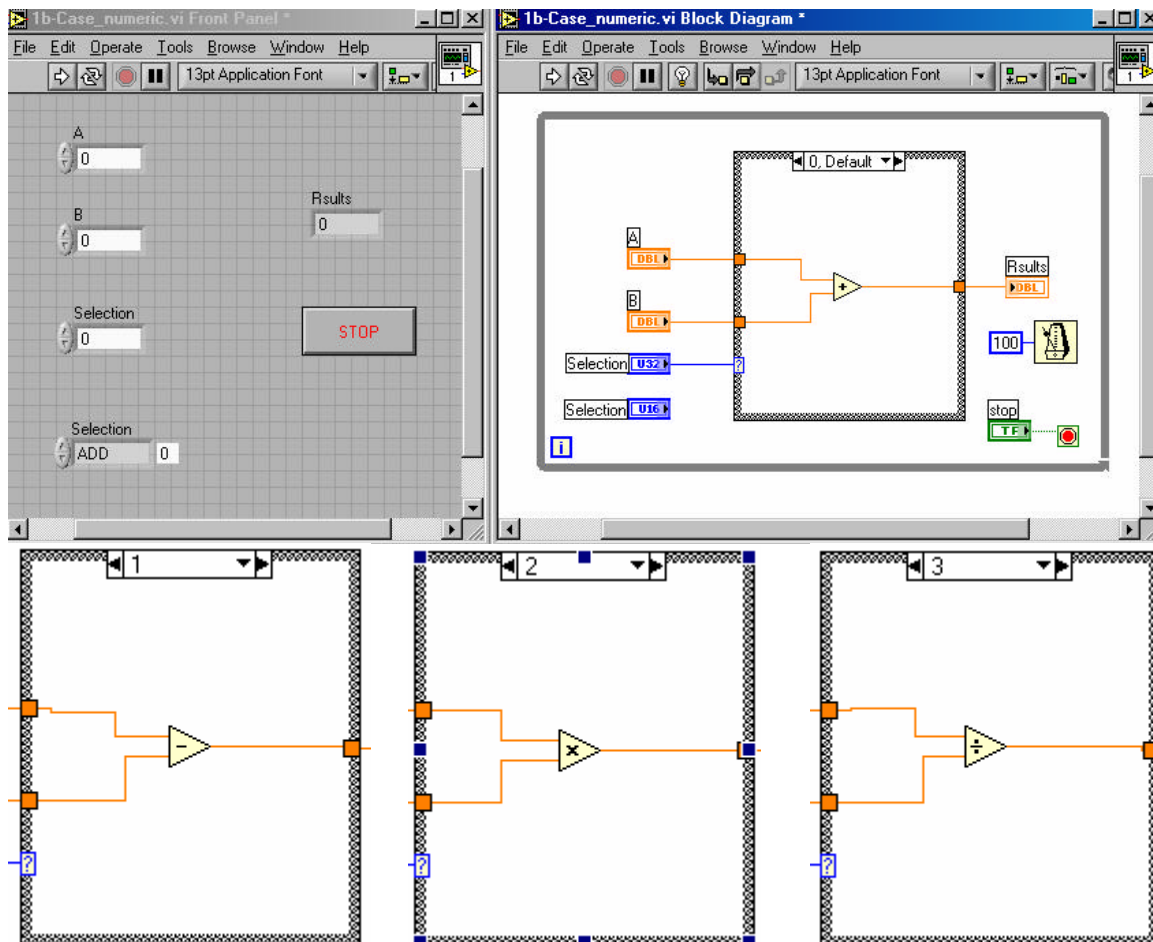 1b-Case_numeric.vi Front Panel *
File Edit Operate Tools Browse Window Help
13pt Application Font
1
A
0
B
0
Rsults
0
Selection
0
STOP
Selection
ADD 0
1b-Case_numeric.vi Block Diagram *
File Edit Operate Tools Browse Window Help
13pt Application Font
1
0, Default
A
DBL
B
DBL
+
Rsults
DBL
100
Selection U32
?
Selection U16
stop
TF
i
1
-
?
2
x
?
3
÷
?